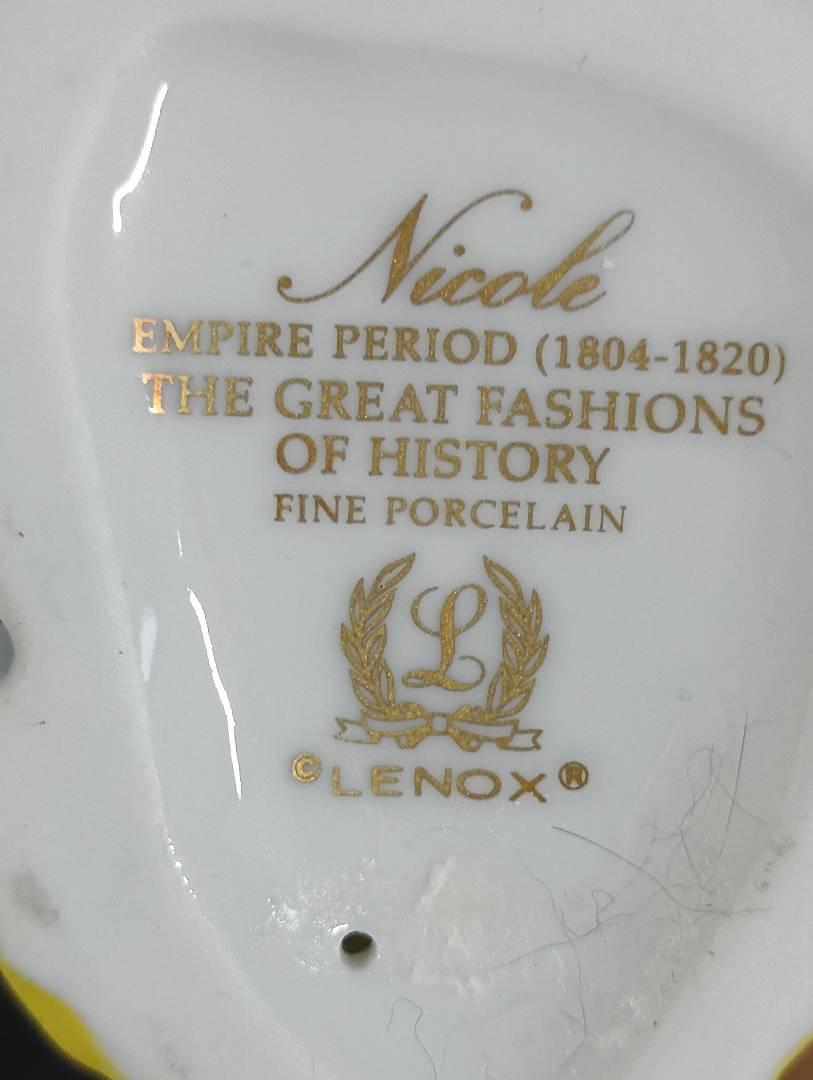 Nicole
EMPIRE PERIOD (1804-1820)
THE GREAT FASHIONS
OF HISTORY
FINE PORCELAIN
L
©LENOX®